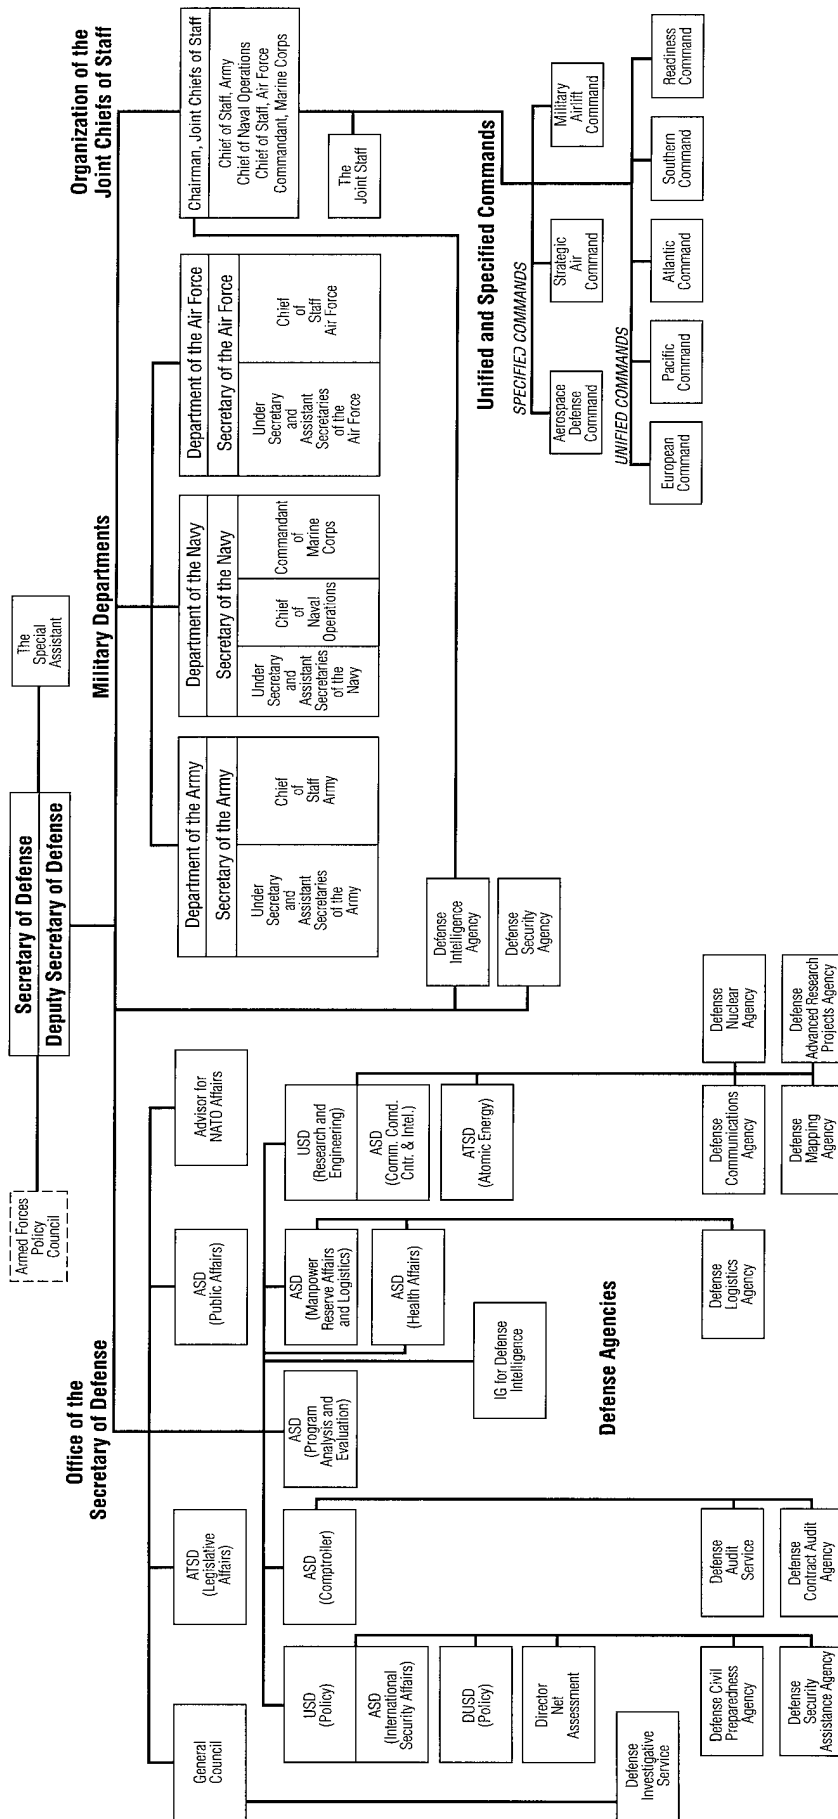 Secretary of Defense
Deputy Secretary of Defense
Armed Forces
Policy
Council
The
Special
Assistant
Office of the
Secretary of Defense
General
Council
ATSD
(Legislative
Affairs)
ASD
(Public Affairs)
Advisor for
NATO Affairs
USD
(Policy)
ASD
(International
Security Affairs)
DUSD
(Policy)
Director
Net
Assessment
ASD
(Comptroller)
ASD
(Program
Analysis and
Evaluation)
ASD
(Manpower
Reserve Affairs
and Logistics)
ASD
(Health Affairs)
IG for Defense
Intelligence
USD
(Research and
Engineering)
ASD
(Comm. Comd.
Cntr. & Intel.)
ATSD
(Atomic Energy)
Defense Agencies
Defense
Investigative
Service
Defense Civil
Preparedness
Agency
Defense
Security
Assistance Agency
Defense
Audit
Service
Defense
Contract Audit
Agency
Defense
Logistics
Agency
Defense
Communications
Agency
Defense
Nuclear
Agency
Defense
Mapping
Agency
Defense
Advanced Research
Projects Agency
Defense
Intelligence
Agency
Defense
Security
Agency
Military Departments
Department of the Army
Secretary of the Army
Under
Secretary
and
Assistant
Secretaries
of the
Army
Chief
of
Staff
Army
Department of the Navy
Secretary of the Navy
Under
Secretary
and
Assistant
Secretaries
of the
Navy
Chief
of
Naval
Operations
Commandant
of
Marine
Corps
Department of the Air Force
Secretary of the Air Force
Under
Secretary
and
Assistant
Secretaries
of the
Air Force
Chief
of
Staff
Air Force
Organization of the
Joint Chiefs of Staff
Chairman, Joint Chiefs of Staff
Chief of Staff, Army
Chief of Naval Operations
Chief of Staff, Air Force
Commandant, Marine Corps
The
Joint Staff
Unified and Specified Commands
SPECIFIED COMMANDS
Aerospace
Defense
Command
Strategic
Air
Command
Military
Airlift
Command
UNIFIED COMMANDS
European
Command
Pacific
Command
Atlantic
Command
Southern
Command
Readiness
Command